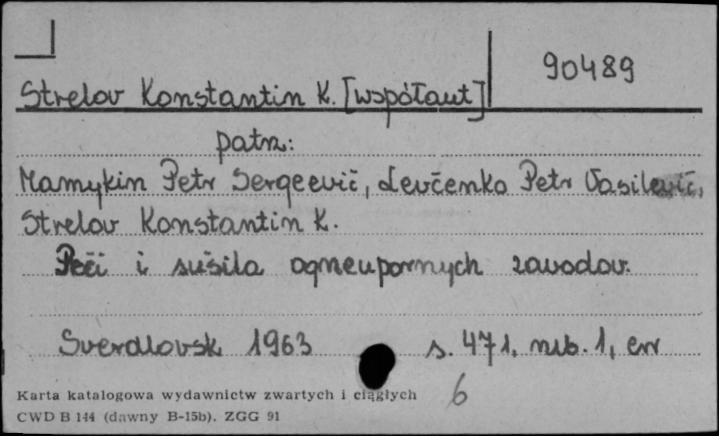 90489
Strelov Konstantin K. [współaut]
patrz:
Mamykin Petr Sergeevič, Levčenko Petr Vasilevič,
Strelov Konstantin K.
Peči i sušila ogneupornych zavodov.
Sverdlovsk 1963 s. 471, nlb. 1, err
6
Karta katalogowa wydawnictw zwartych i ciągłych
CWD B 144 (dawny B-15b). ZGG 91